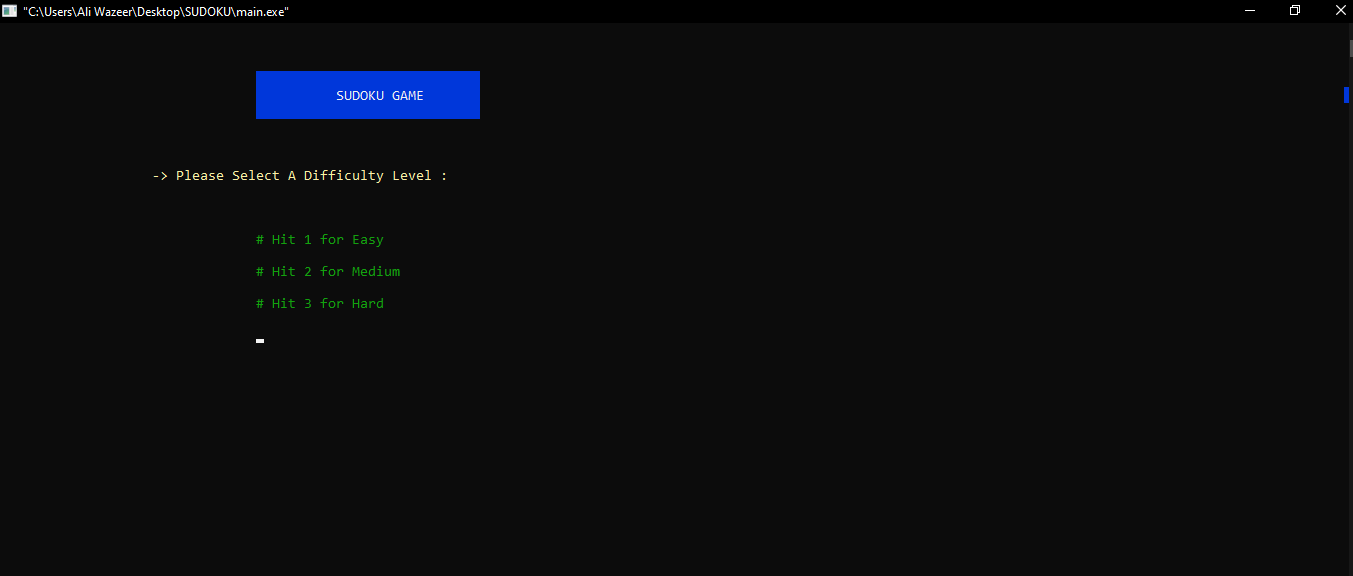 "C:\Users\Ali Wazeer\Desktop\SUDOKU\main.exe"
SUDOKU GAME
-> Please Select A Difficulty Level :
# Hit 1 for Easy
# Hit 2 for Medium
# Hit 3 for Hard